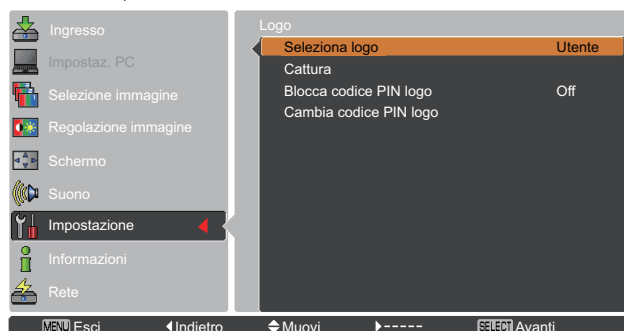 Ingresso
Impostaz. PC
Selezione immagine
Regolazione immagine
Schermo
Suono
Impostazione
Informazioni
Rete
Logo
Seleziona logo Utente
Cattura
Blocca codice PIN logo Off
Cambia codice PIN logo
MENU Esci Indietro Muovi ----- SELECT Avanti